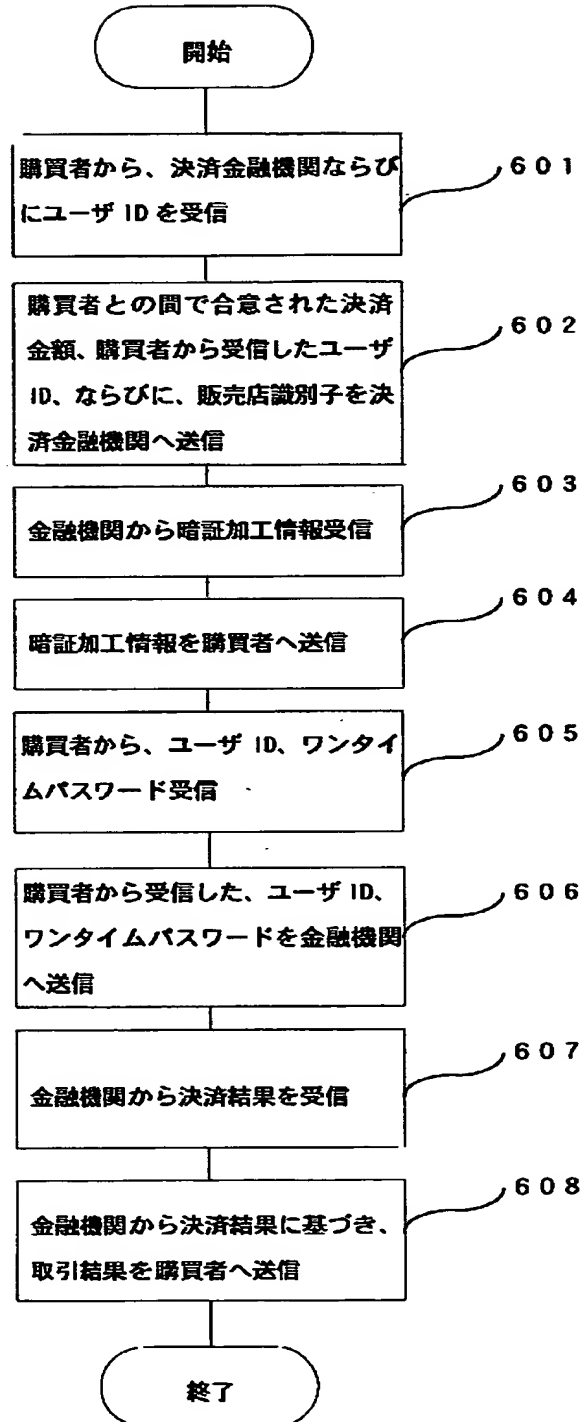 開始
購買者から、決済金融機関ならび
にユーザ IDを受信
601
購買者との間で合意された決済
金額、購買者から受信したユーザ
ID、ならびに、販売店識別子を決
済金融機関へ送信
602
金融機関から暗証加工情報受信
603
暗証加工情報を購買者へ送信
604
購買者から、ユーザ ID、ワンタイ
ムパスワード受信
605
購買者から受信した、ユーザ ID、
ワンタイムパスワードを金融機関
へ送信
606
金融機関から決済結果を受信
607
金融機関から決済結果に基づき、
取引結果を購買者へ送信
608
終了